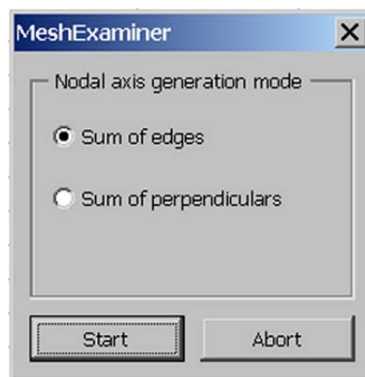 MeshExaminer
Nodal axis generation mode
Sum of edges
Sum of perpendiculars
Start
Abort